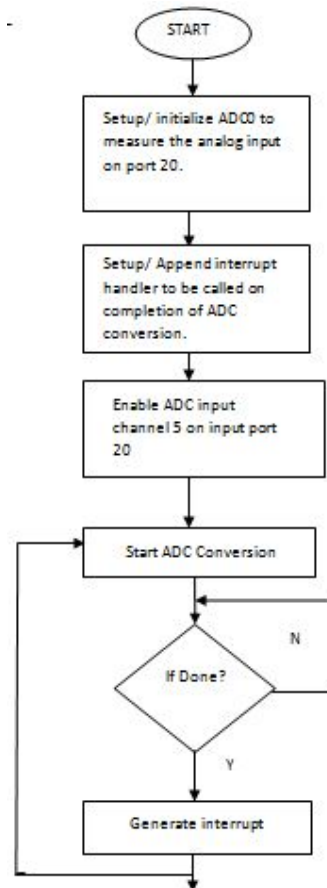 START
Setup/ initialize ADC0 to
measure the analog input
on port 20.
Setup/ Append interrupt
handler to be called on
completion of ADC
conversion.
Enable ADC input
channel 5 on input port
20
Start ADC Conversion
N
If Done?
Y
Generate interrupt